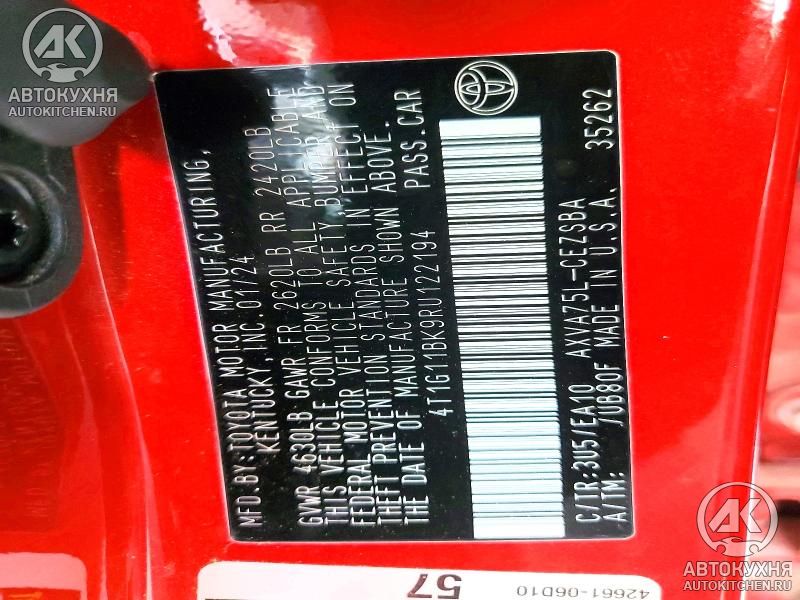 АВТОКУХНЯ
AUTOKITCHEN.RU
MFD.BY:TOYOTA MOTOR MANUFACTURING,
KENTUCKY, INC.01/24
GVWR 4630LB GAWR FR 2620LB RR 2420LB
THIS VEHICLE CONFORMS TO ALL APPLICABLE
FEDERAL MOTOR VEHICLE SAFETY,BUMPER,AND
THEFT PREVENTION STANDARDS IN EFFECT ON
THE DATE OF MANUFACTURE SHOWN ABOVE.
4T1G11BK9RU122194 PASS.CAR
C/TR:3U5/EA10 AXVA75L-CEZSBA 35262
A/TM: /UB80F MADE IN U.S.A.
57
42661-06D10
АВТОКУХНЯ
AUTOKITCHEN.RU